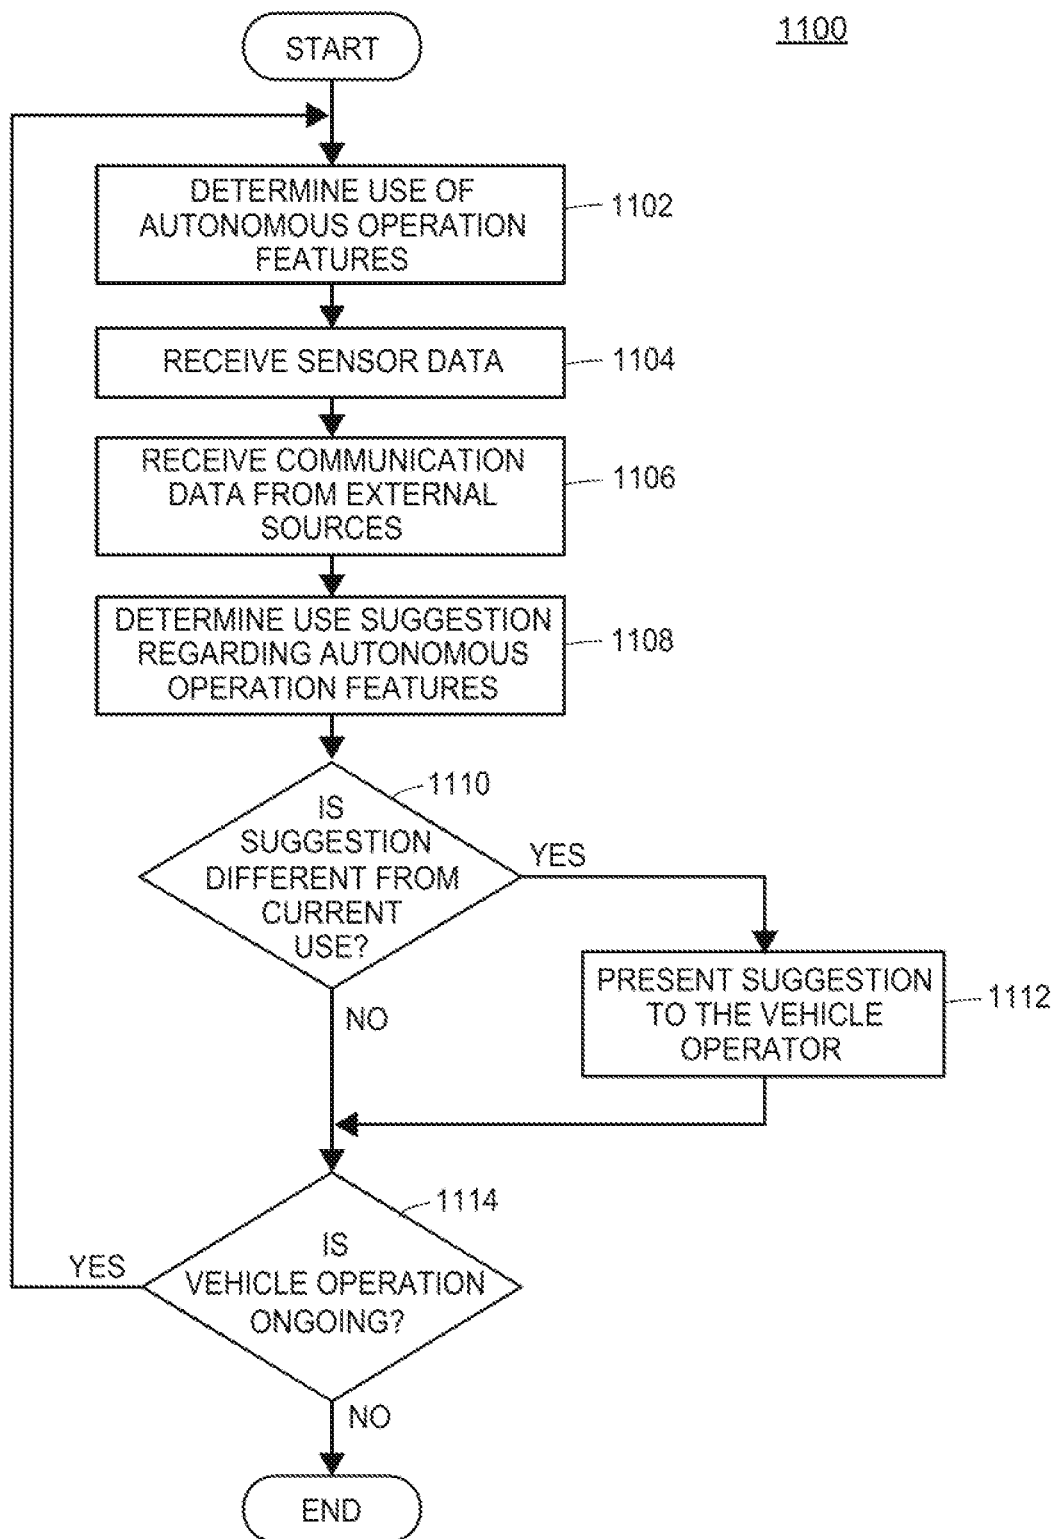 1100
START
DETERMINE USE OF
AUTONOMOUS OPERATION
FEATURES
1102
RECEIVE SENSOR DATA
1104
RECEIVE COMMUNICATION
DATA FROM EXTERNAL
SOURCES
1106
DETERMINE USE SUGGESTION
REGARDING AUTONOMOUS
OPERATION FEATURES
1108
1110
IS
SUGGESTION
DIFFERENT FROM
CURRENT
USE?
YES
NO
PRESENT SUGGESTION
TO THE VEHICLE
OPERATOR
1112
1114
IS
VEHICLE OPERATION
ONGOING?
YES
NO
END